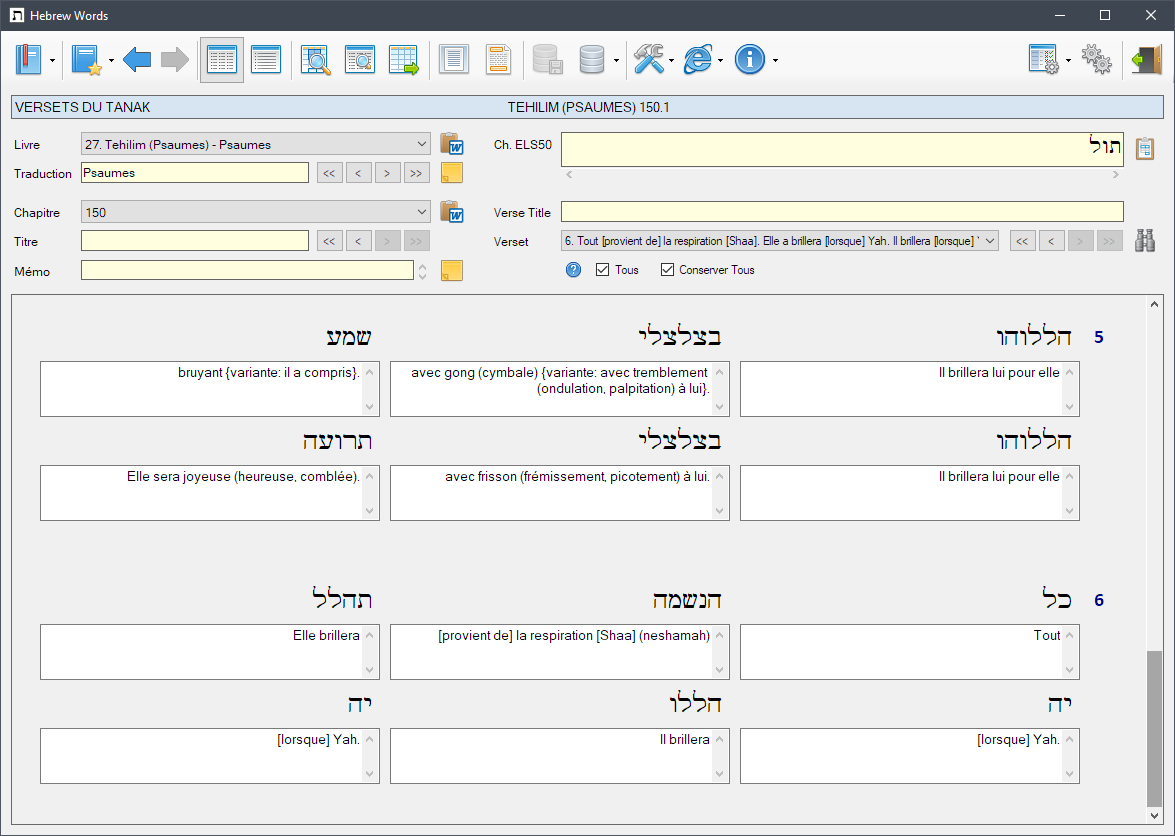 Hebrew Words
VERSETS DU TANAK TEHILIM (PSAUMES) 150.1
Livre 27. Tehilim (Psaumes) - Psaumes Ch. ELS50 תול
Traduction Psaumes << < > >>
Chapitre 150 Verse Title
Titre << < > >> Verset 6. Tout [provient de] la respiration [Shaa]. Elle a brillera [lorsque] Yah. Il brillera [lorsque] << < > >>
Mémo Tous Conserver Tous
5 הללוהו בצלצלי שמע
Il brillera lui pour elle
avec gong (cymbale) {variante: avec tremblement
(ondulation, palpitation) à lui}.
bruyant {variante: il a compris}.
הללוהו בצלצלי תרועה
Il brillera lui pour elle
avec frisson (frémissement, picotement) à lui.
Elle sera joyeuse (heureuse, comblée).
6 כל הנשמה תהלל
Tout
[provient de] la respiration [Shaa] (neshamah)
Elle brillera
יה הללו יה
[lorsque] Yah.
Il brillera
[lorsque] Yah.